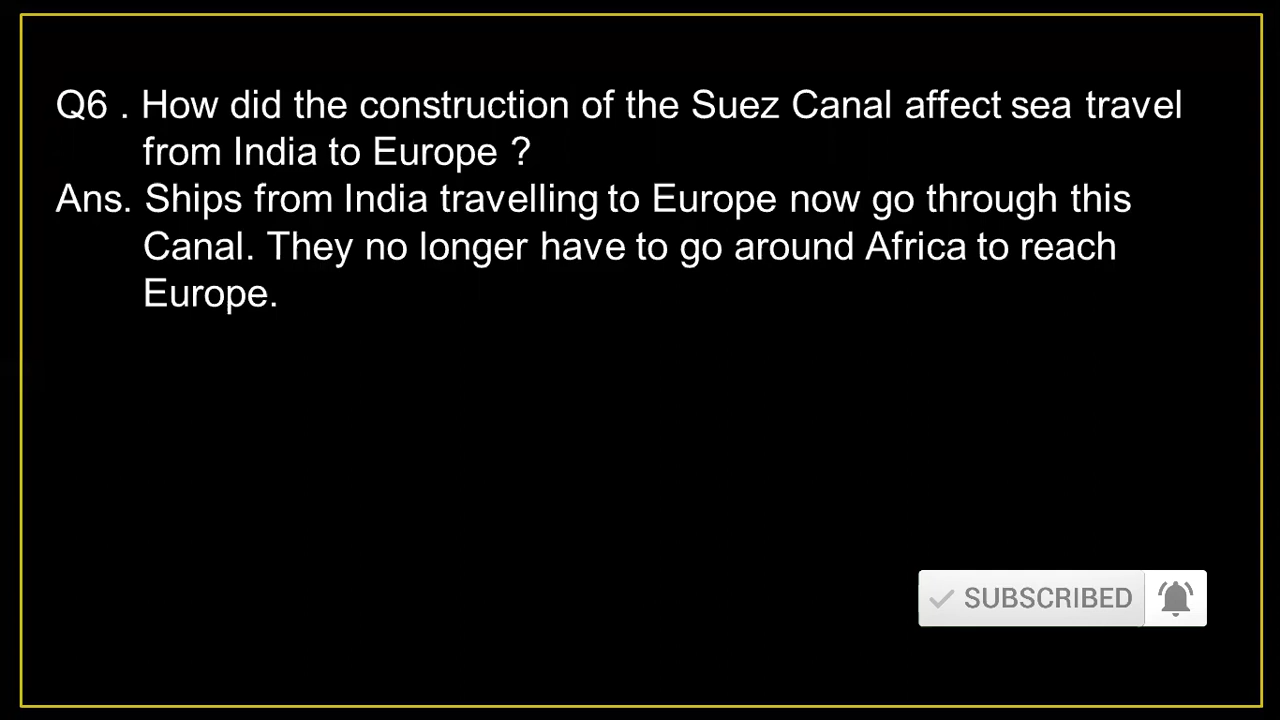 Q6 . How did the construction of the Suez Canal affect sea travel
from India to Europe ?
Ans. Ships from India travelling to Europe now go through this
Canal. They no longer have to go around Africa to reach
Europe.
SUBSCRIBED